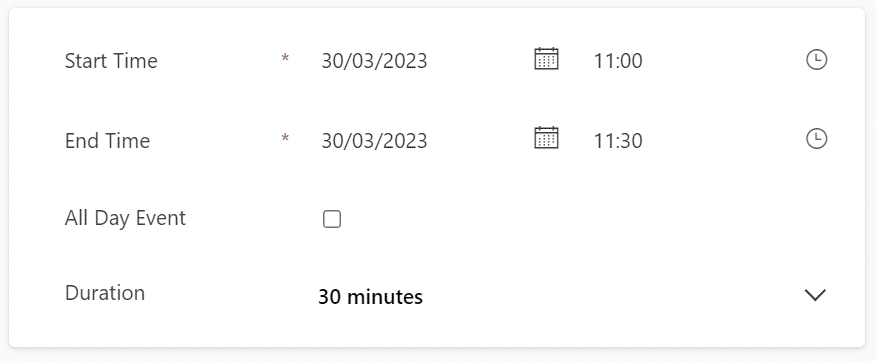 Start Time * 30/03/2023 11:00
End Time * 30/03/2023 11:30
All Day Event
Duration 30 minutes